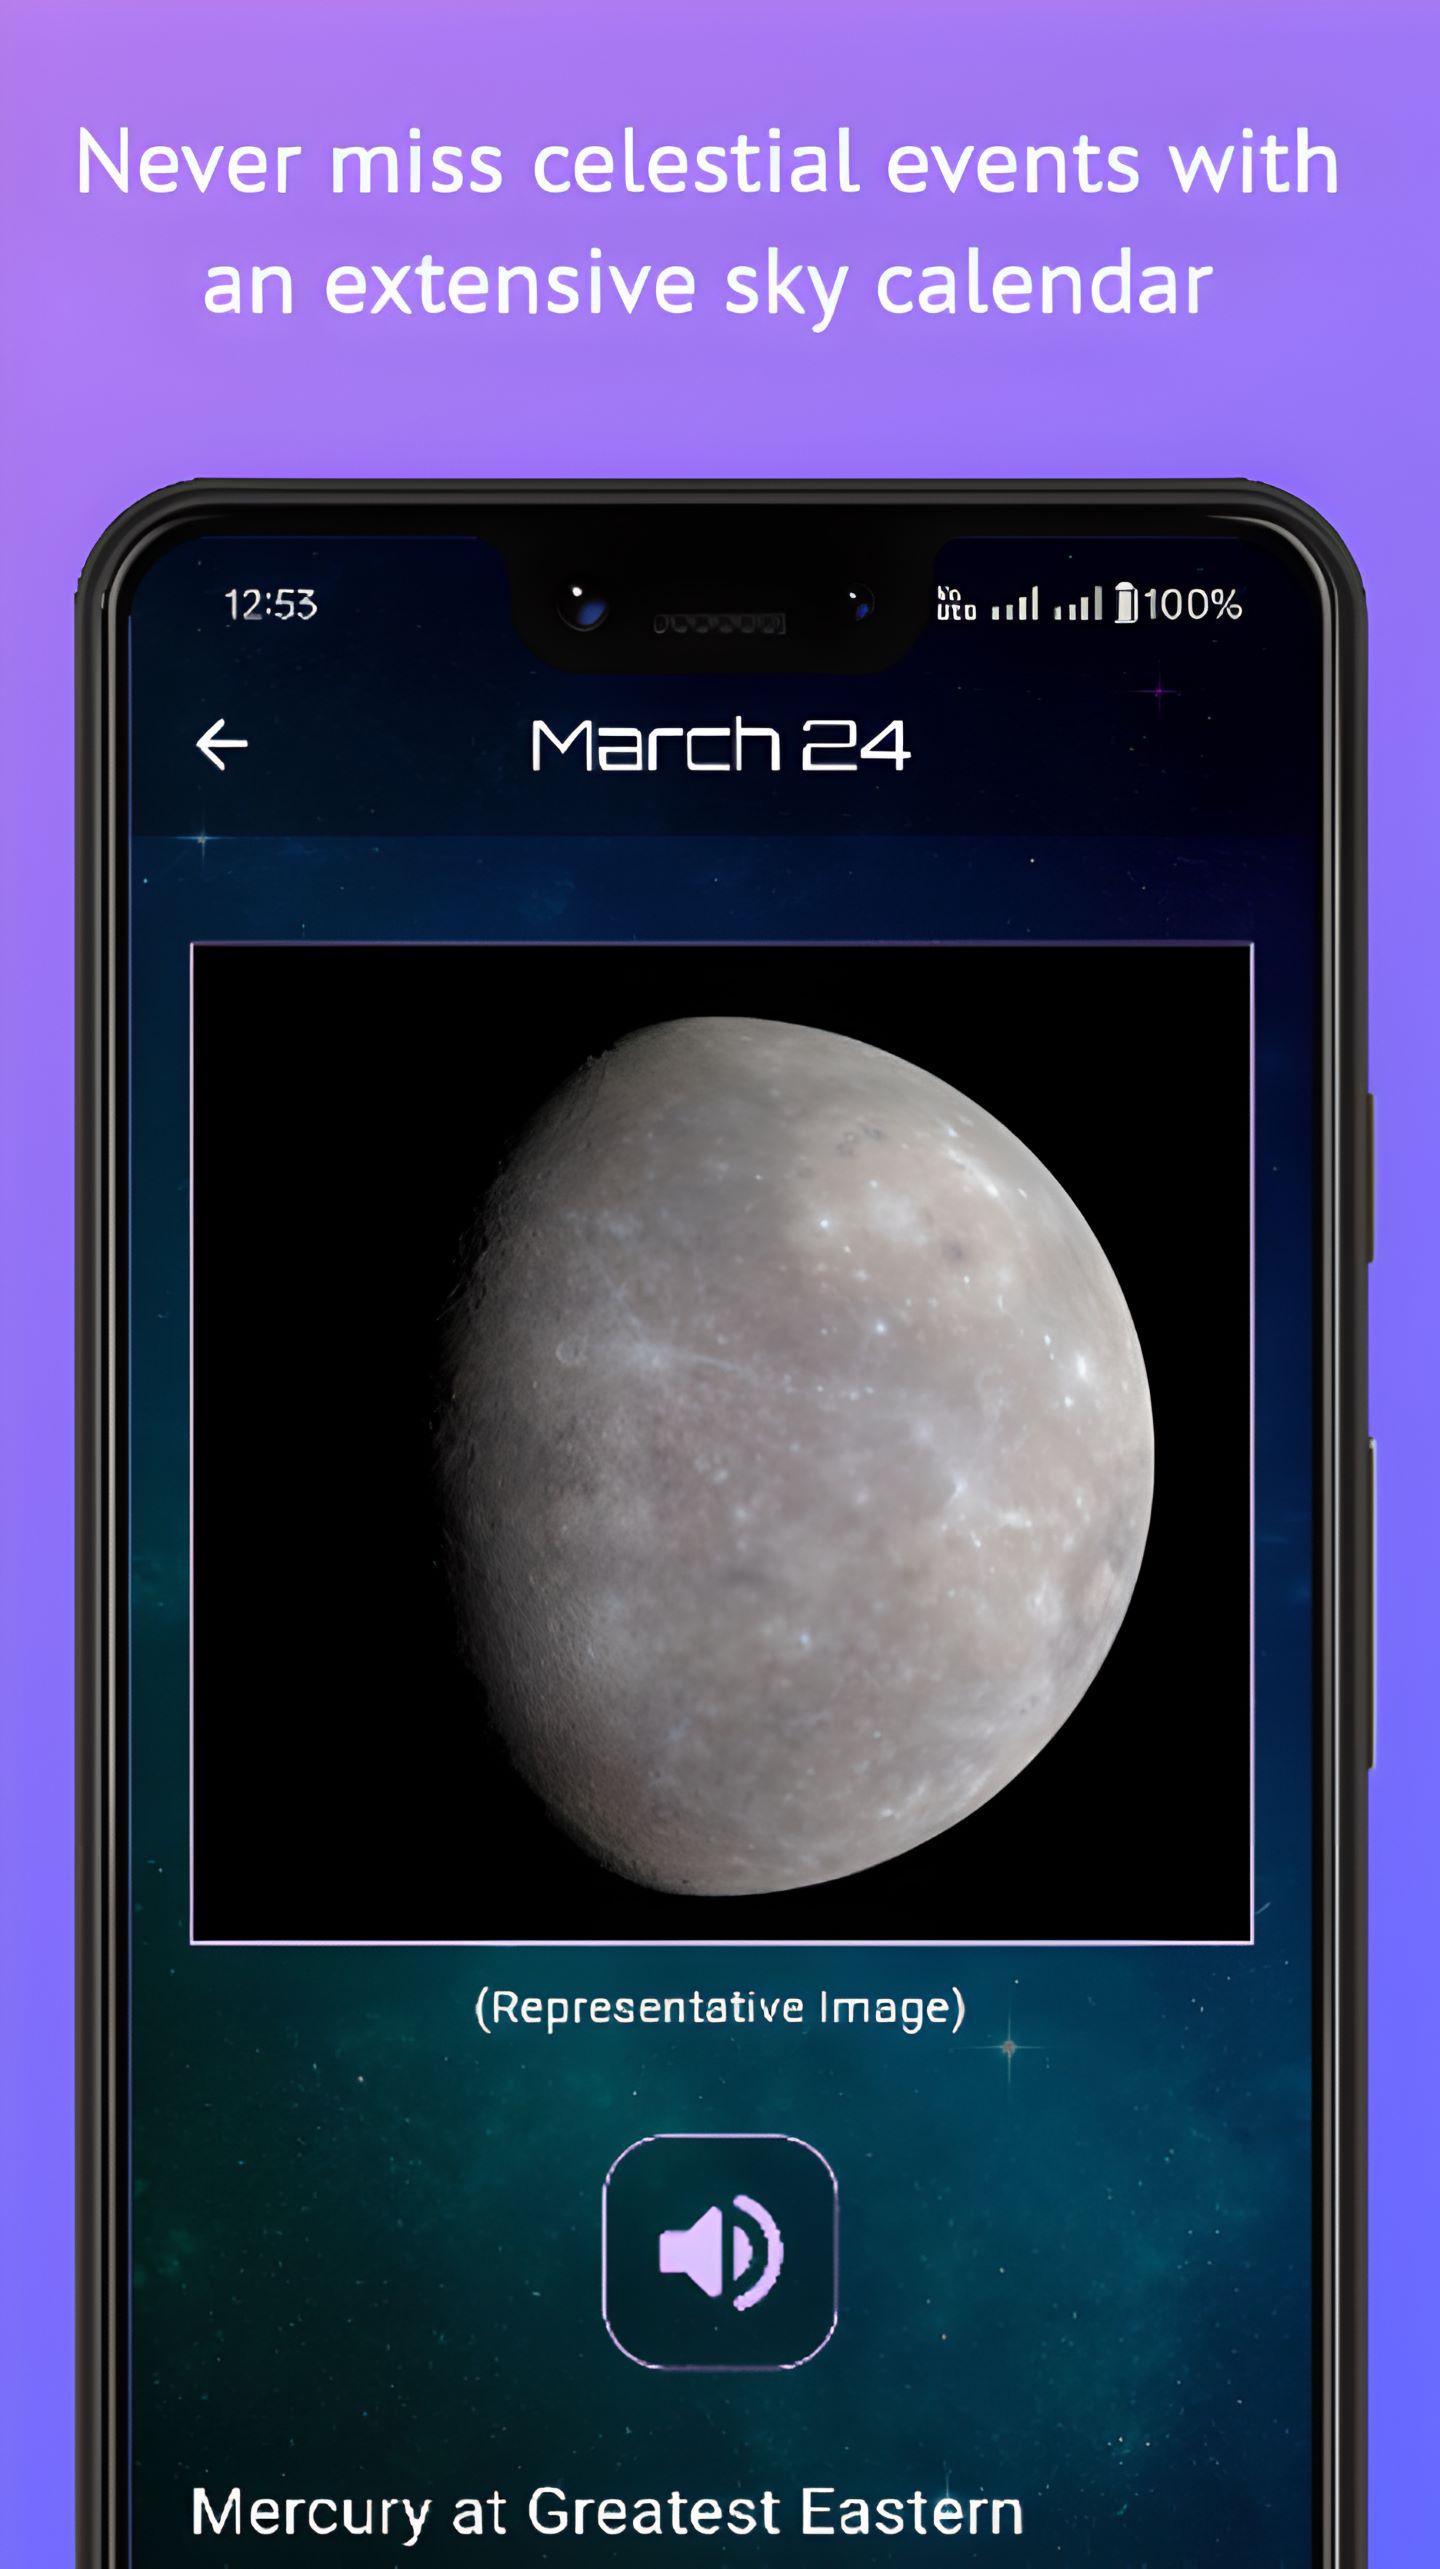 Never miss celestial events with
an extensive sky calendar
12:53
100%
March 24
(Representative Image)
Mercury at Greatest Eastern